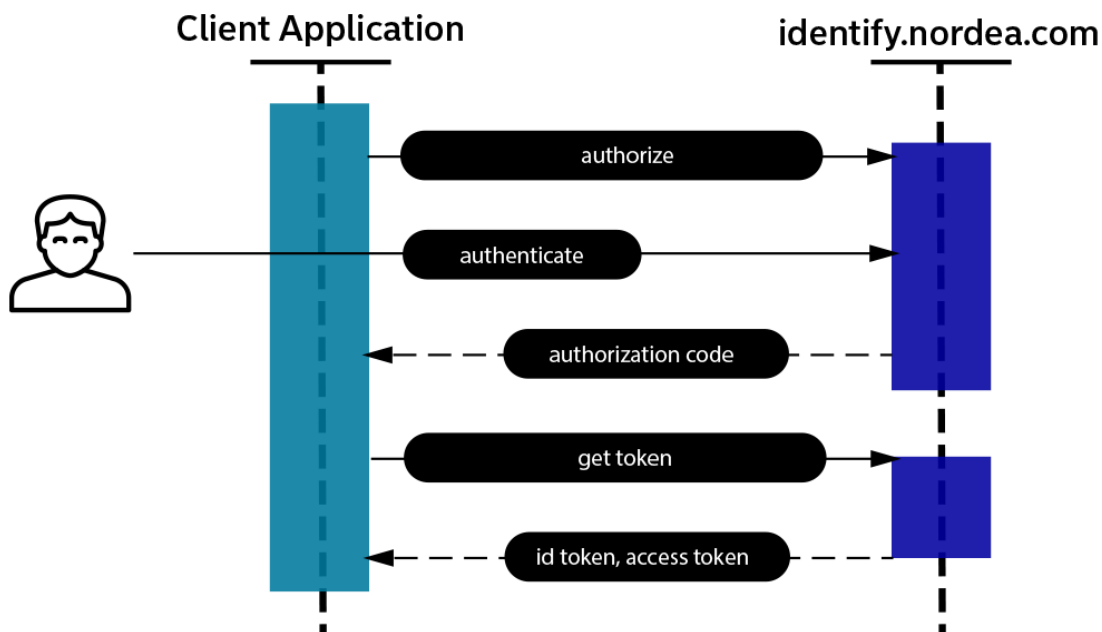 Client Application
identify.nordea.com
authorize
authenticate
authorization code
get token
id token, access token